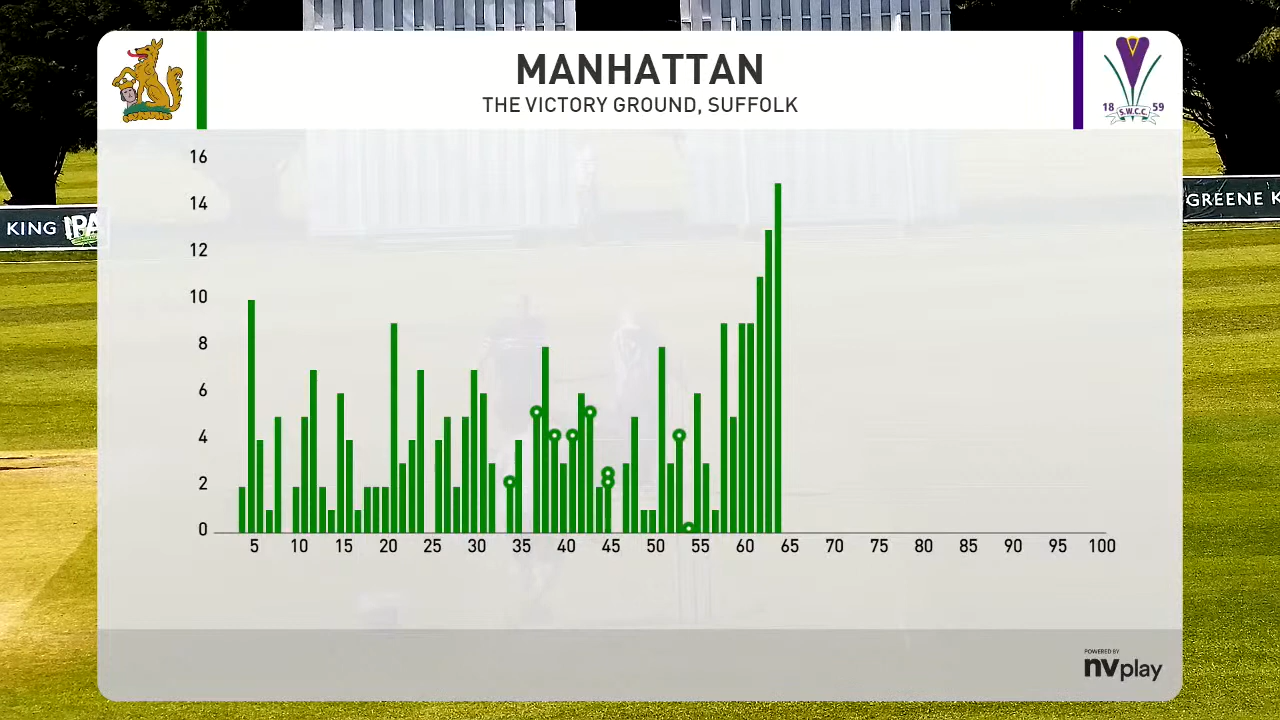 MANHATTAN
THE VICTORY GROUND, SUFFOLK
18 S.W.C.C. 59
KING IPA
GREENE K
16
14
12
10
8
6
4
2
0
5 10 15 20 25 30 35 40 45 50 55 60 65 70 75 80 85 90 95 100
POWERED BY
nvplay